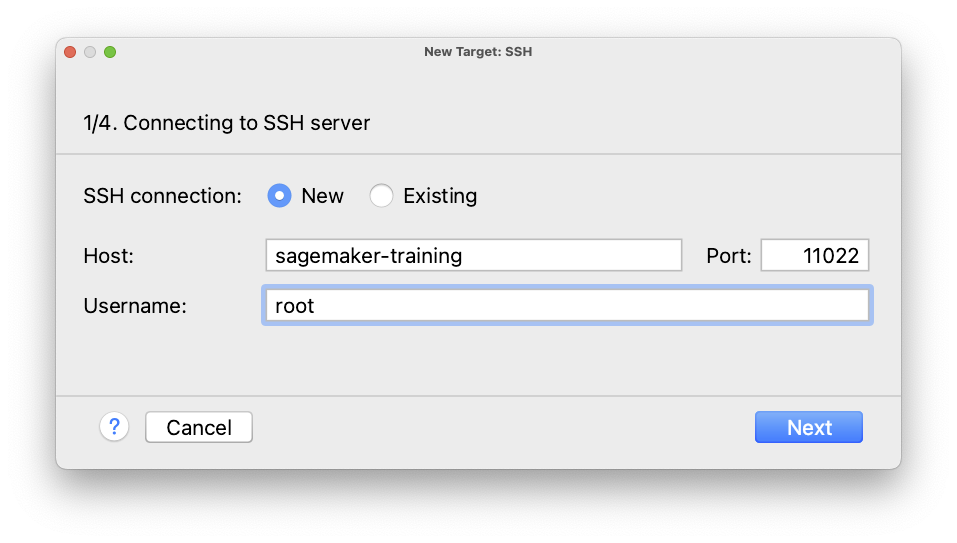 New Target: SSH
1/4. Connecting to SSH server
SSH connection: New Existing
Host: sagemaker-training Port: 11022
Username: root
? Cancel Next